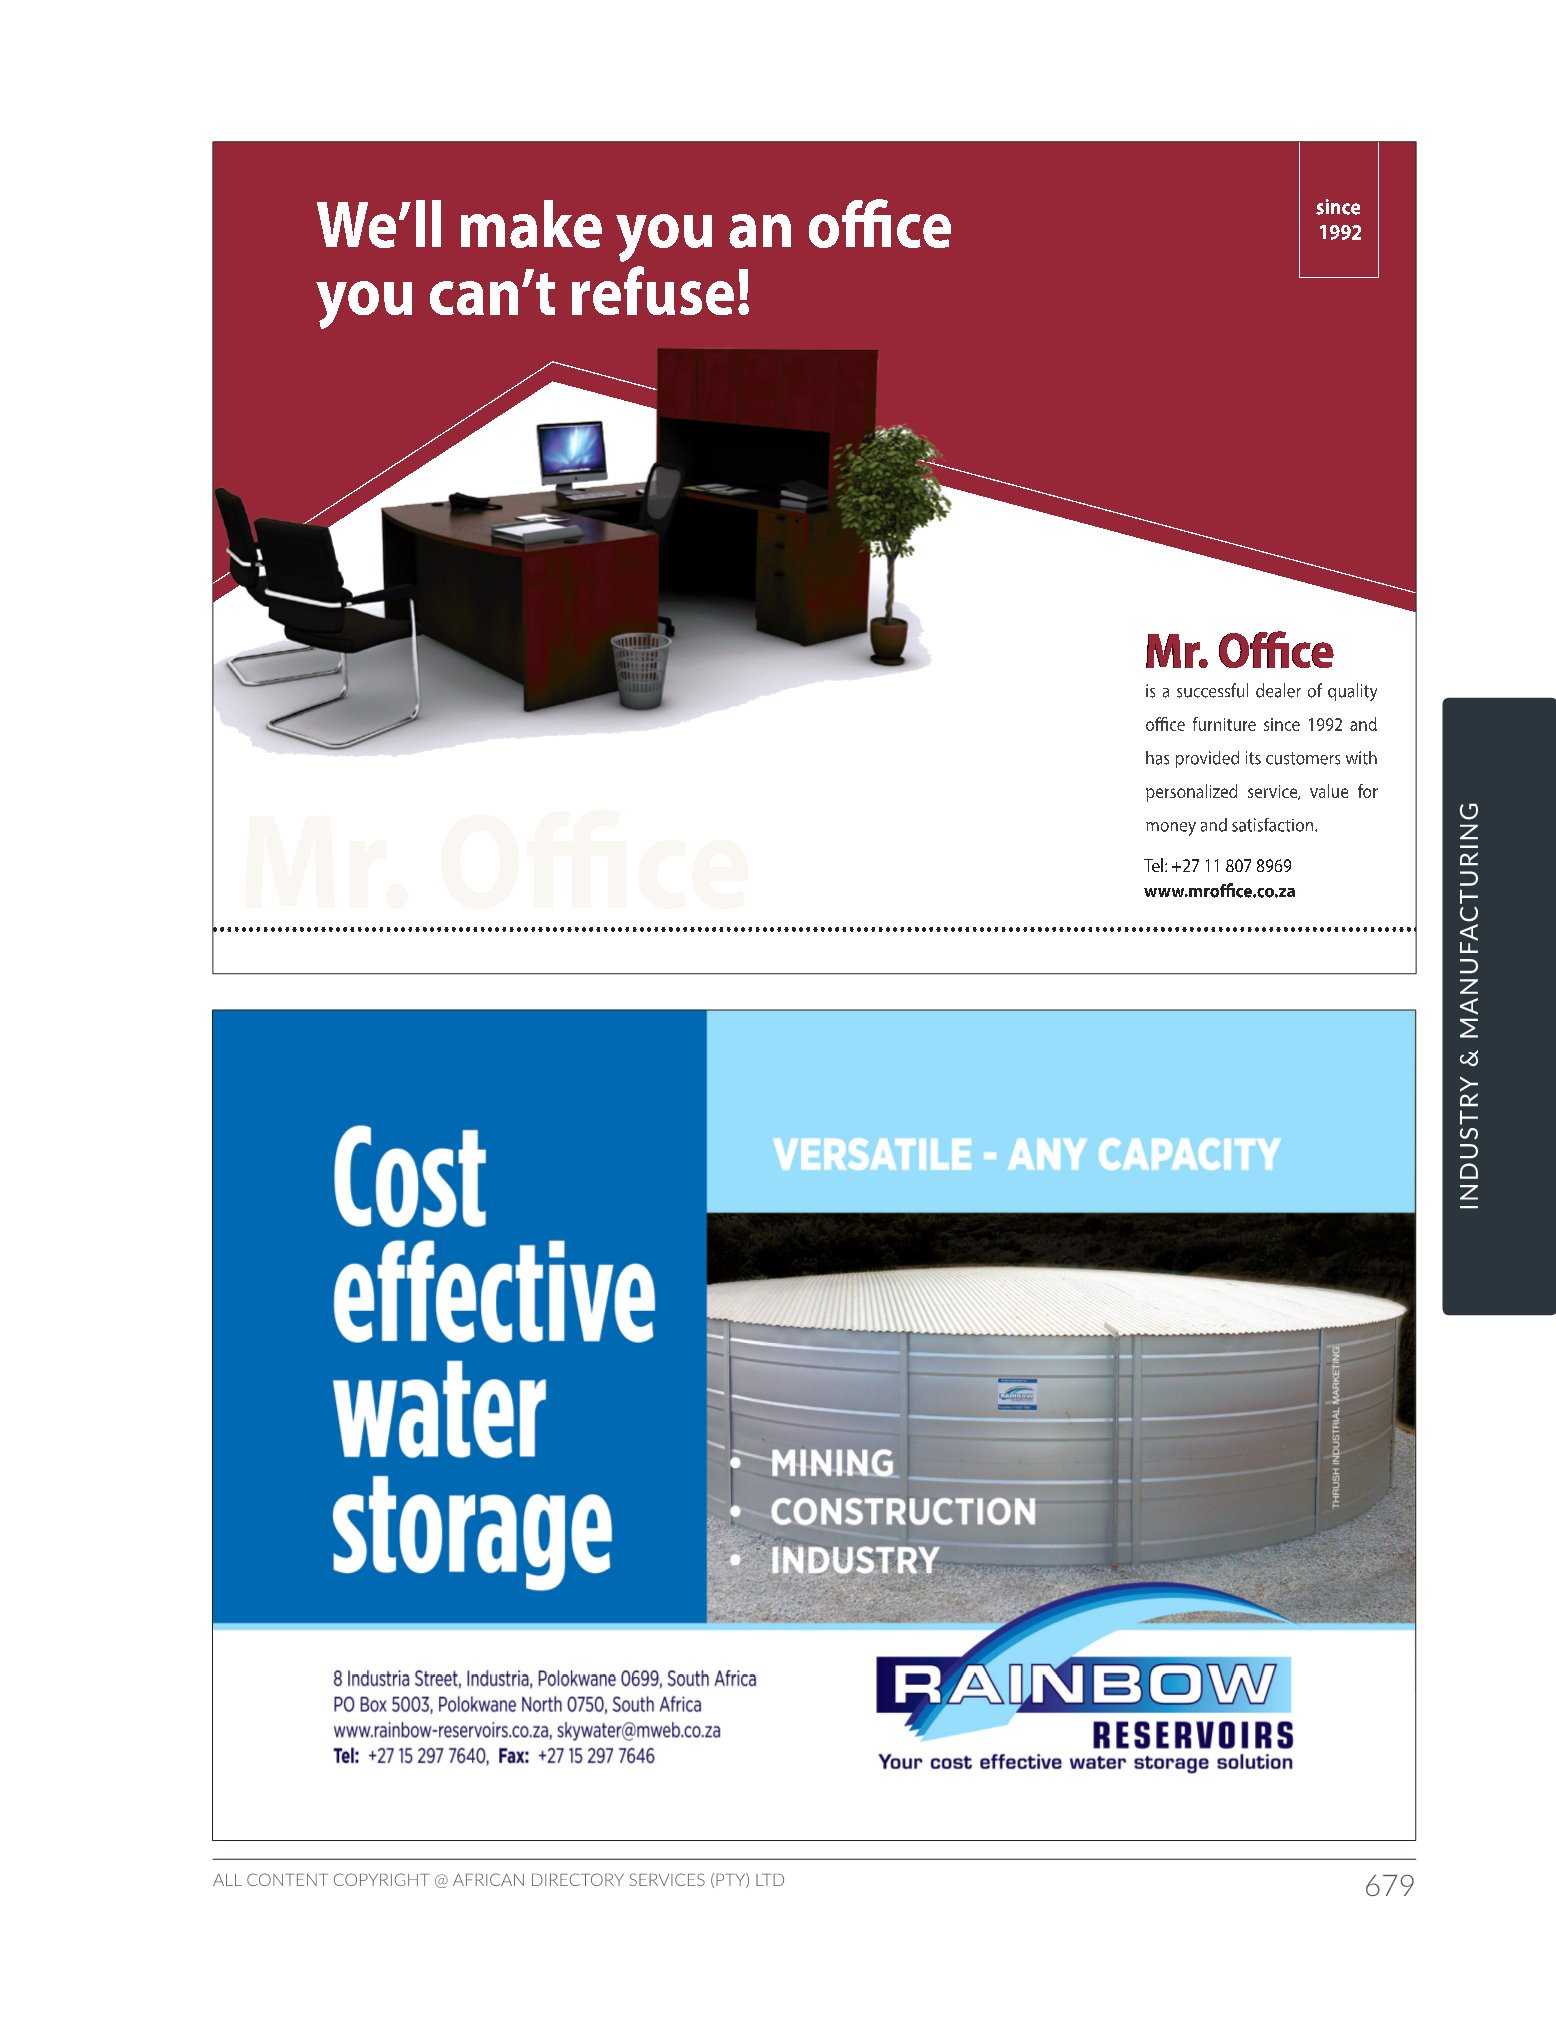 We'll make you an office
you can't refuse!
since
1992
Mr. Office
is a successful dealer of quality
office furniture since 1992 and
has provided its customers with
personalized service, value for
money and satisfaction.
Tel: +27 11 807 8969
www.mroffice.co.za
Mr. Office
INDUSTRY & MANUFACTURING
Cost
effective
water
storage
VERSATILE - ANY CAPACITY
RAINBOW
THRUSH INDUSTRIAL MARKETING
• MINING
• CONSTRUCTION
• INDUSTRY
8 Industria Street, Industria, Polokwane 0699, South Africa
PO Box 5003, Polokwane North 0750, South Africa
www.rainbow-reservoirs.co.za, skywater@mweb.co.za
Tel: +27 15 297 7640, Fax: +27 15 297 7646
RAINBOW
RESERVOIRS
Your cost effective water storage solution
ALL CONTENT COPYRIGHT @ AFRICAN DIRECTORY SERVICES (PTY) LTD
679